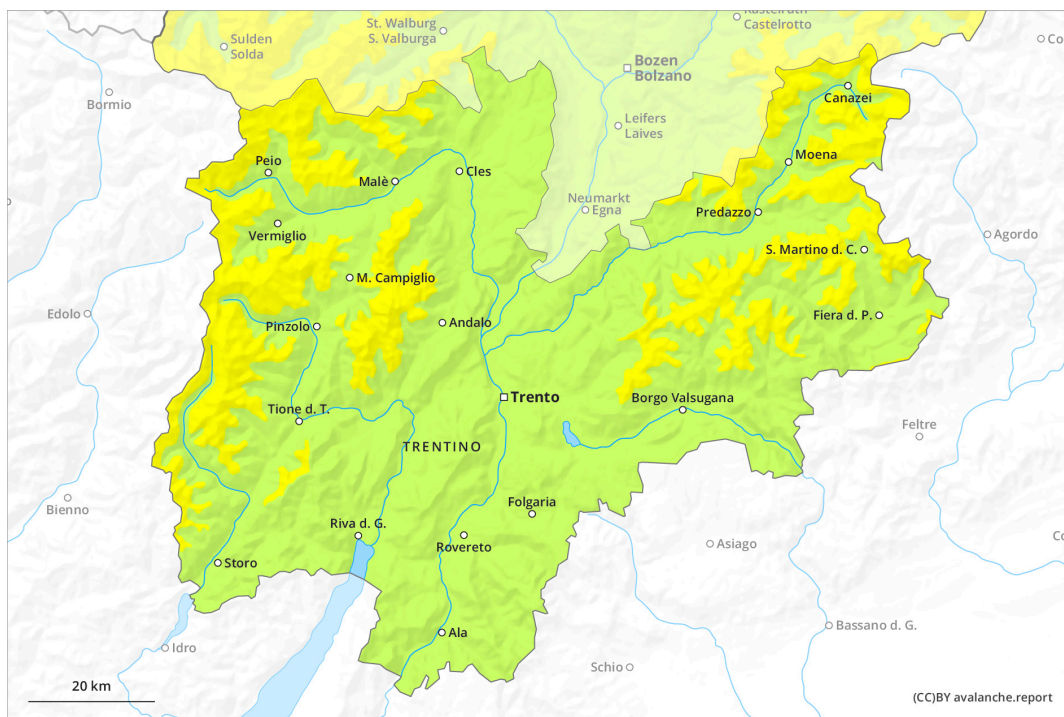 St. Walburg
S. Valburga
Kastelruth
Castelrotto
Sulden
Solda
Bozen
Bolzano
Bormio
Canazei
Leifers
Laives
Moena
Peio
Malè
Cles
Neumarkt
Egna
Predazzo
Vermiglio
Agordo
S. Martino d. C.
M. Campiglio
Edolo
Pinzolo
Andalo
Fiera d. P.
Trento
Borgo Valsugana
Tione d. T.
Feltre
TRENTINO
Bienno
Folgaria
Riva d. G.
Rovereto
Asiago
Storo
Bassano d. G.
Ala
Idro
Schio
20 km
(CC)BY avalanche.report